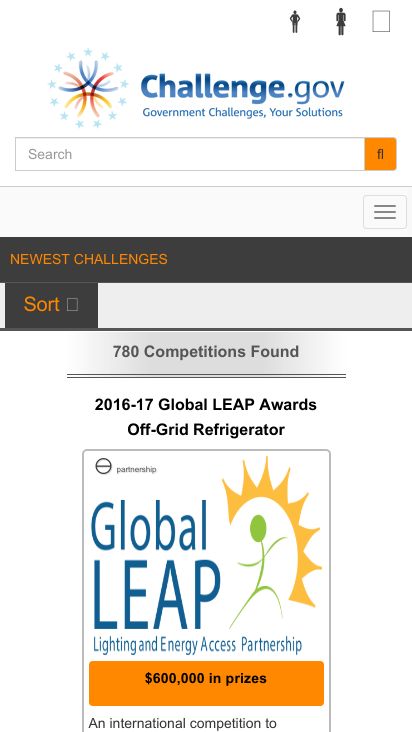 Challenge.gov
Government Challenges, Your Solutions
Search
NEWEST CHALLENGES
Sort
780 Competitions Found
2016-17 Global LEAP Awards
Off-Grid Refrigerator
partnership
Global
LEAP
Lighting and Energy Access Partnership
$600,000 in prizes
An international competition to